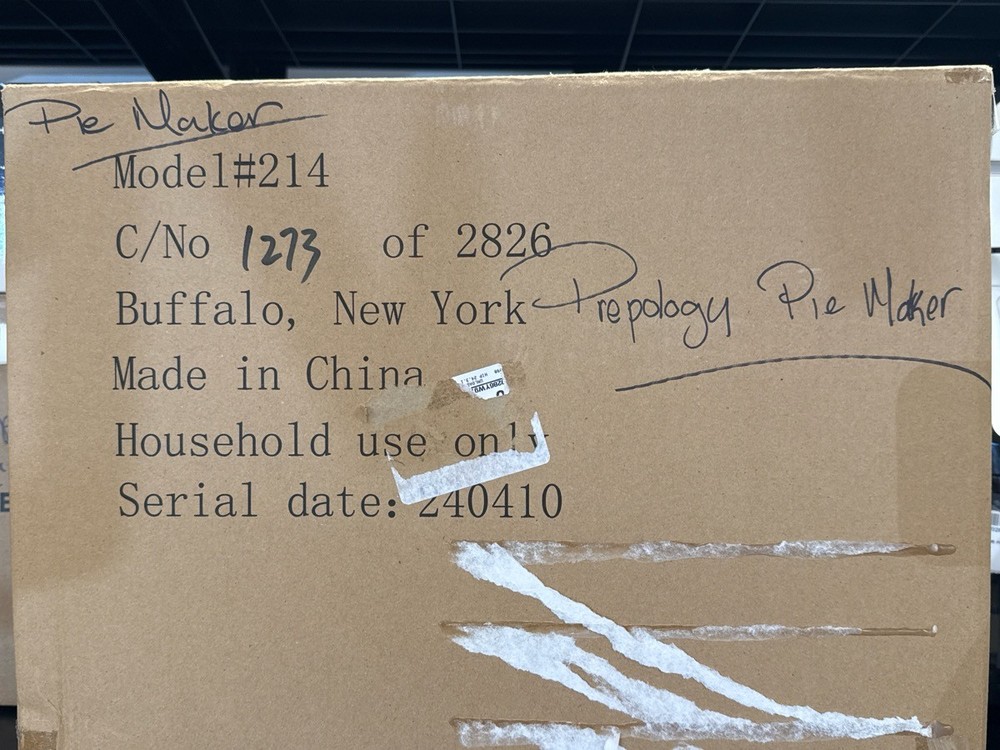 Pie Maker
Model#214
C/No 1273 of 2826
Buffalo, New York Prepology Pie Maker
Made in China
Household use only
Serial date: 240410